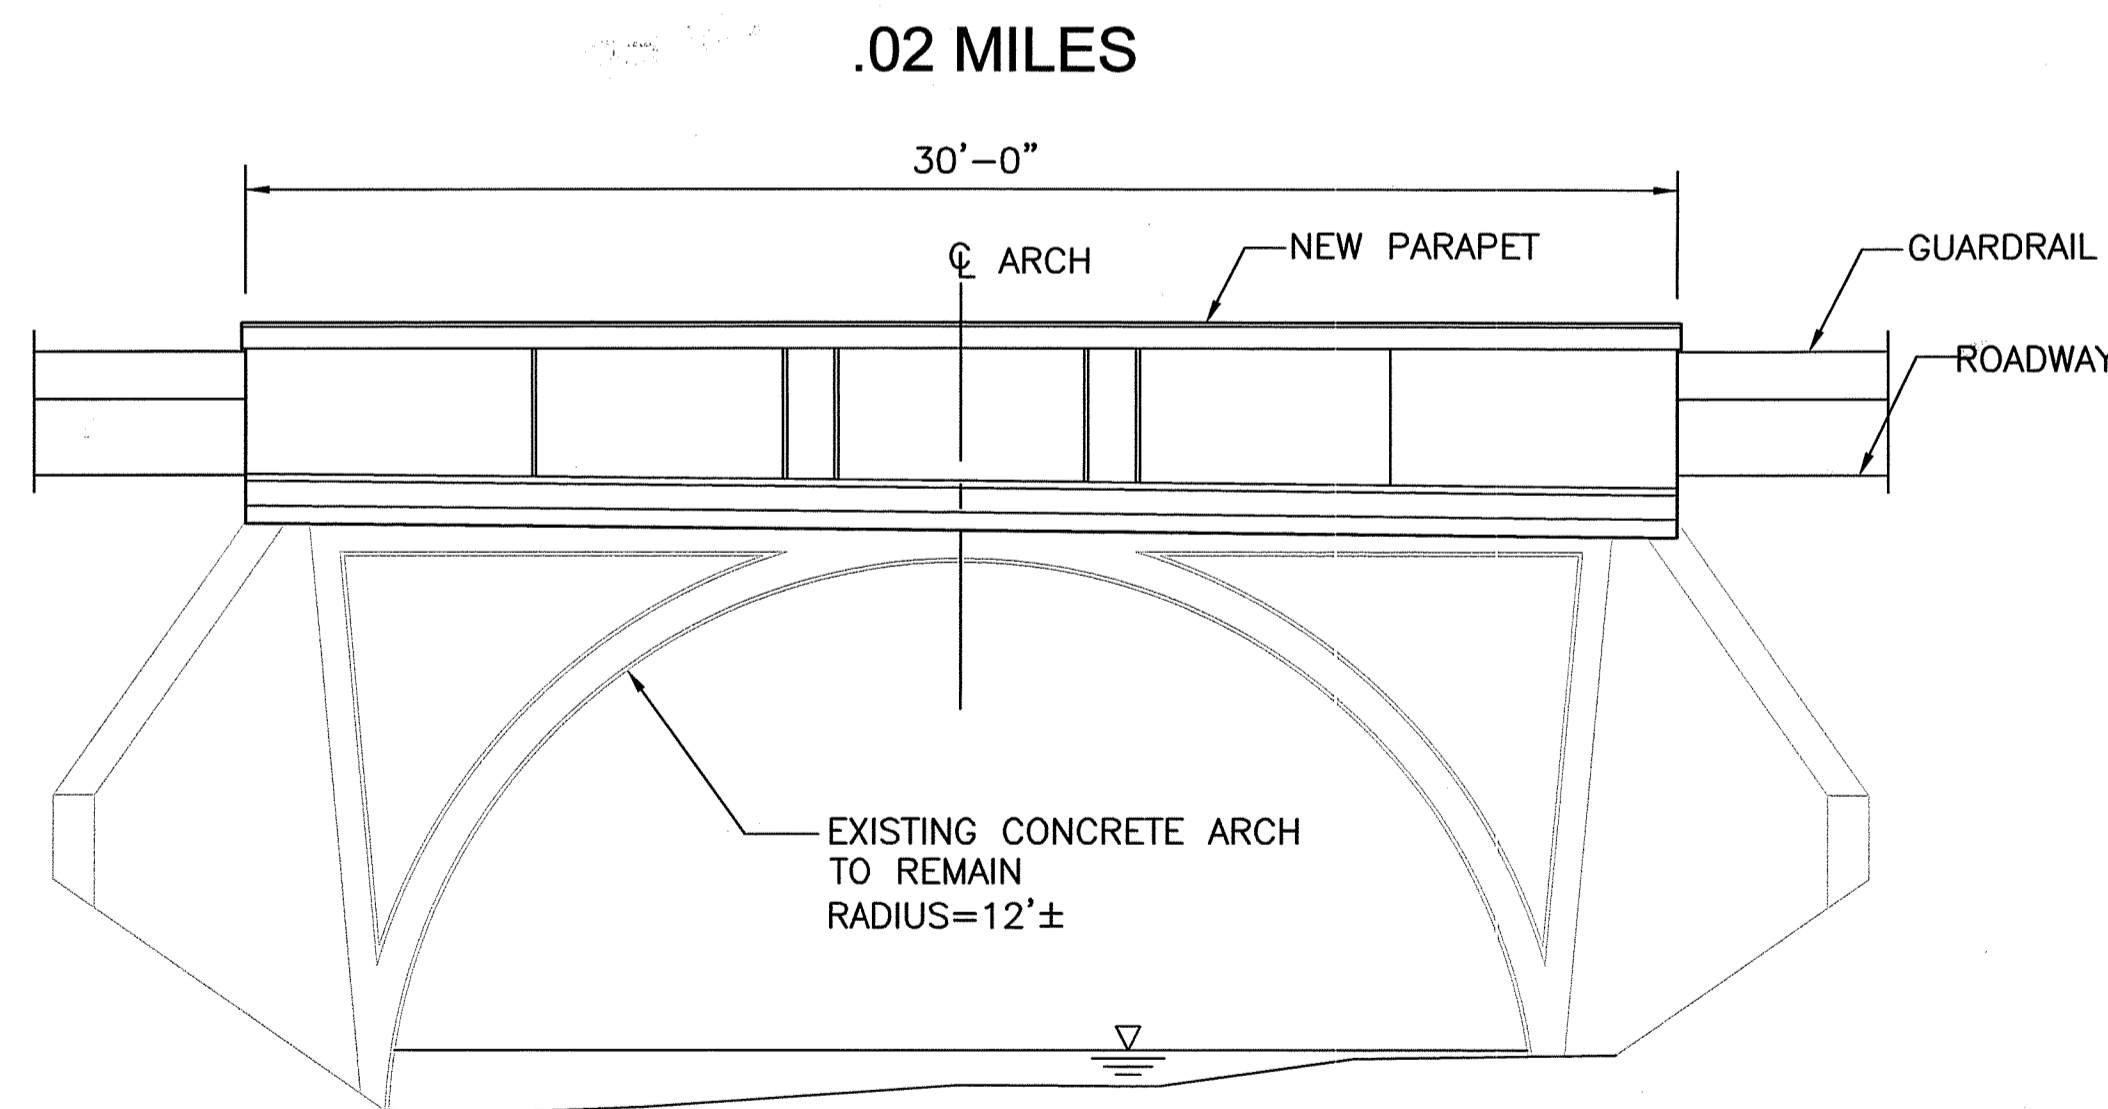 .02 MILES
30'-0"
℄ ARCH
NEW PARAPET
GUARDRAIL
ROADWAY
EXISTING CONCRETE ARCH
TO REMAIN
RADIUS=12'±